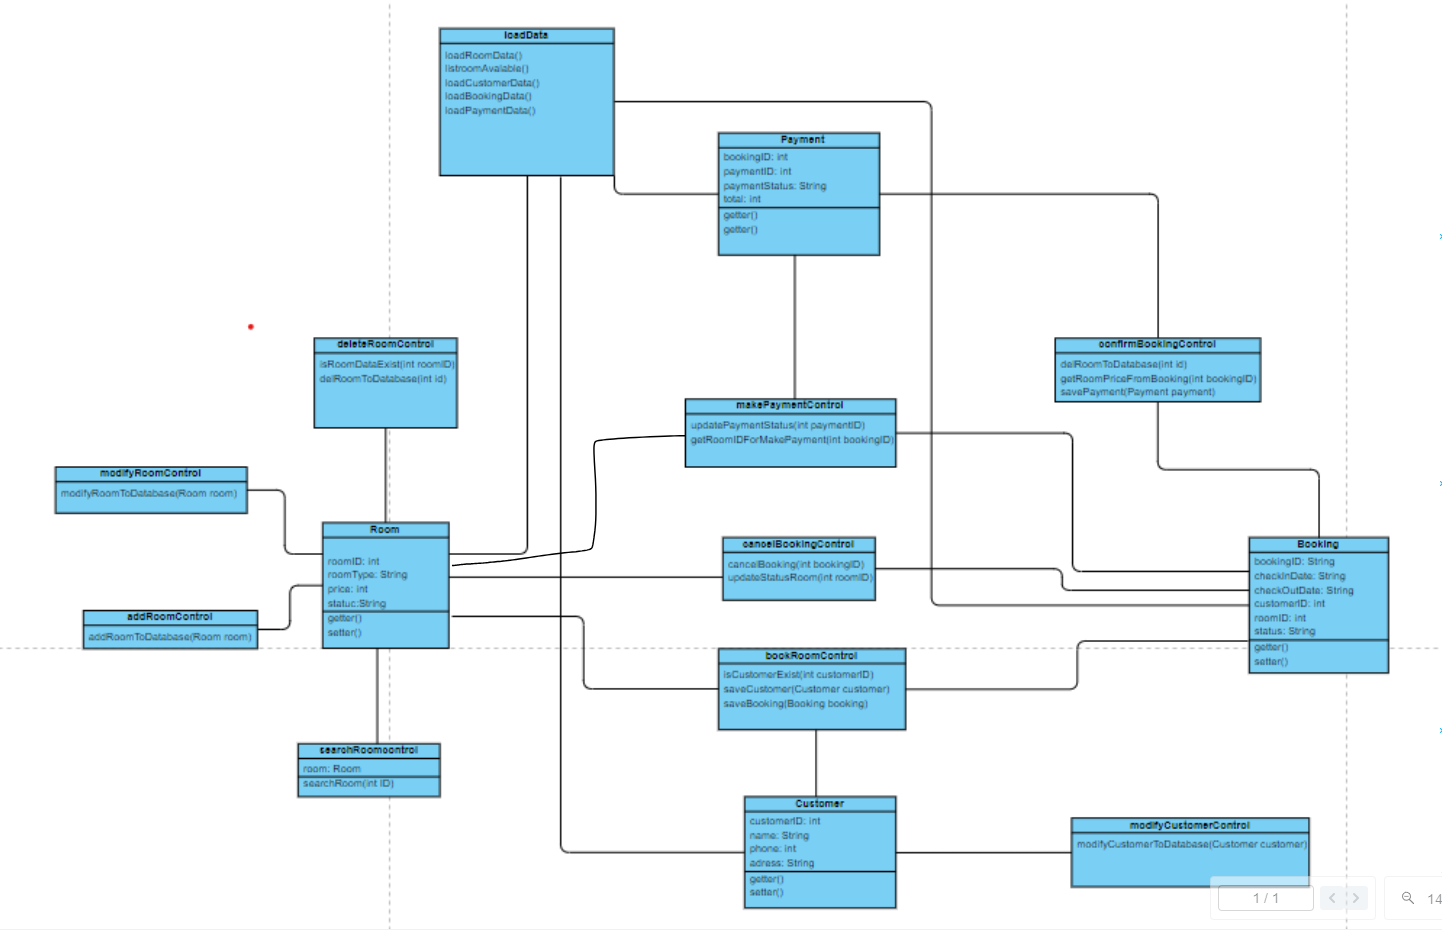 loadData
loadRoomData()
listroomAvaiable()
loadCustomerData()
loadBookingData()
loadPaymentData()
Payment
bookingID: int
paymentID: int
paymentStatus: String
total: int
getter()
getter()
deleteRoomControl
isRoomDataExist(int roomID)
delRoomToDatabase(int id)
confirmBookingControl
delRoomToDatabase(int id)
getRoomPriceFromBooking(int bookingID)
savePayment(Payment payment)
makePaymentControl
updatePaymentStatus(int paymentID)
getRoomIDForMakePayment(int bookingID)
modifyRoomControl
modifyRoomToDatabase(Room room)
Room
roomID: int
roomType: String
price: int
statuc:String
getter()
setter()
cancelBookingControl
cancelBooking(int bookingID)
updateStatusRoom(int roomID)
Booking
bookingID: String
checkInDate: String
checkOutDate: String
customerID: int
roomID: int
status: String
getter()
setter()
addRoomControl
addRoomToDatabase(Room room)
bookRoomControl
isCustomerExist(int customerID)
saveCustomer(Customer customer)
saveBooking(Booking booking)
searchRoomcontrol
room: Room
searchRoom(int ID)
Customer
customerID: int
name: String
phone: int
adress: String
getter()
setter()
modifyCustomerControl
modifyCustomerToDatabase(Customer customer)
1 / 1
14